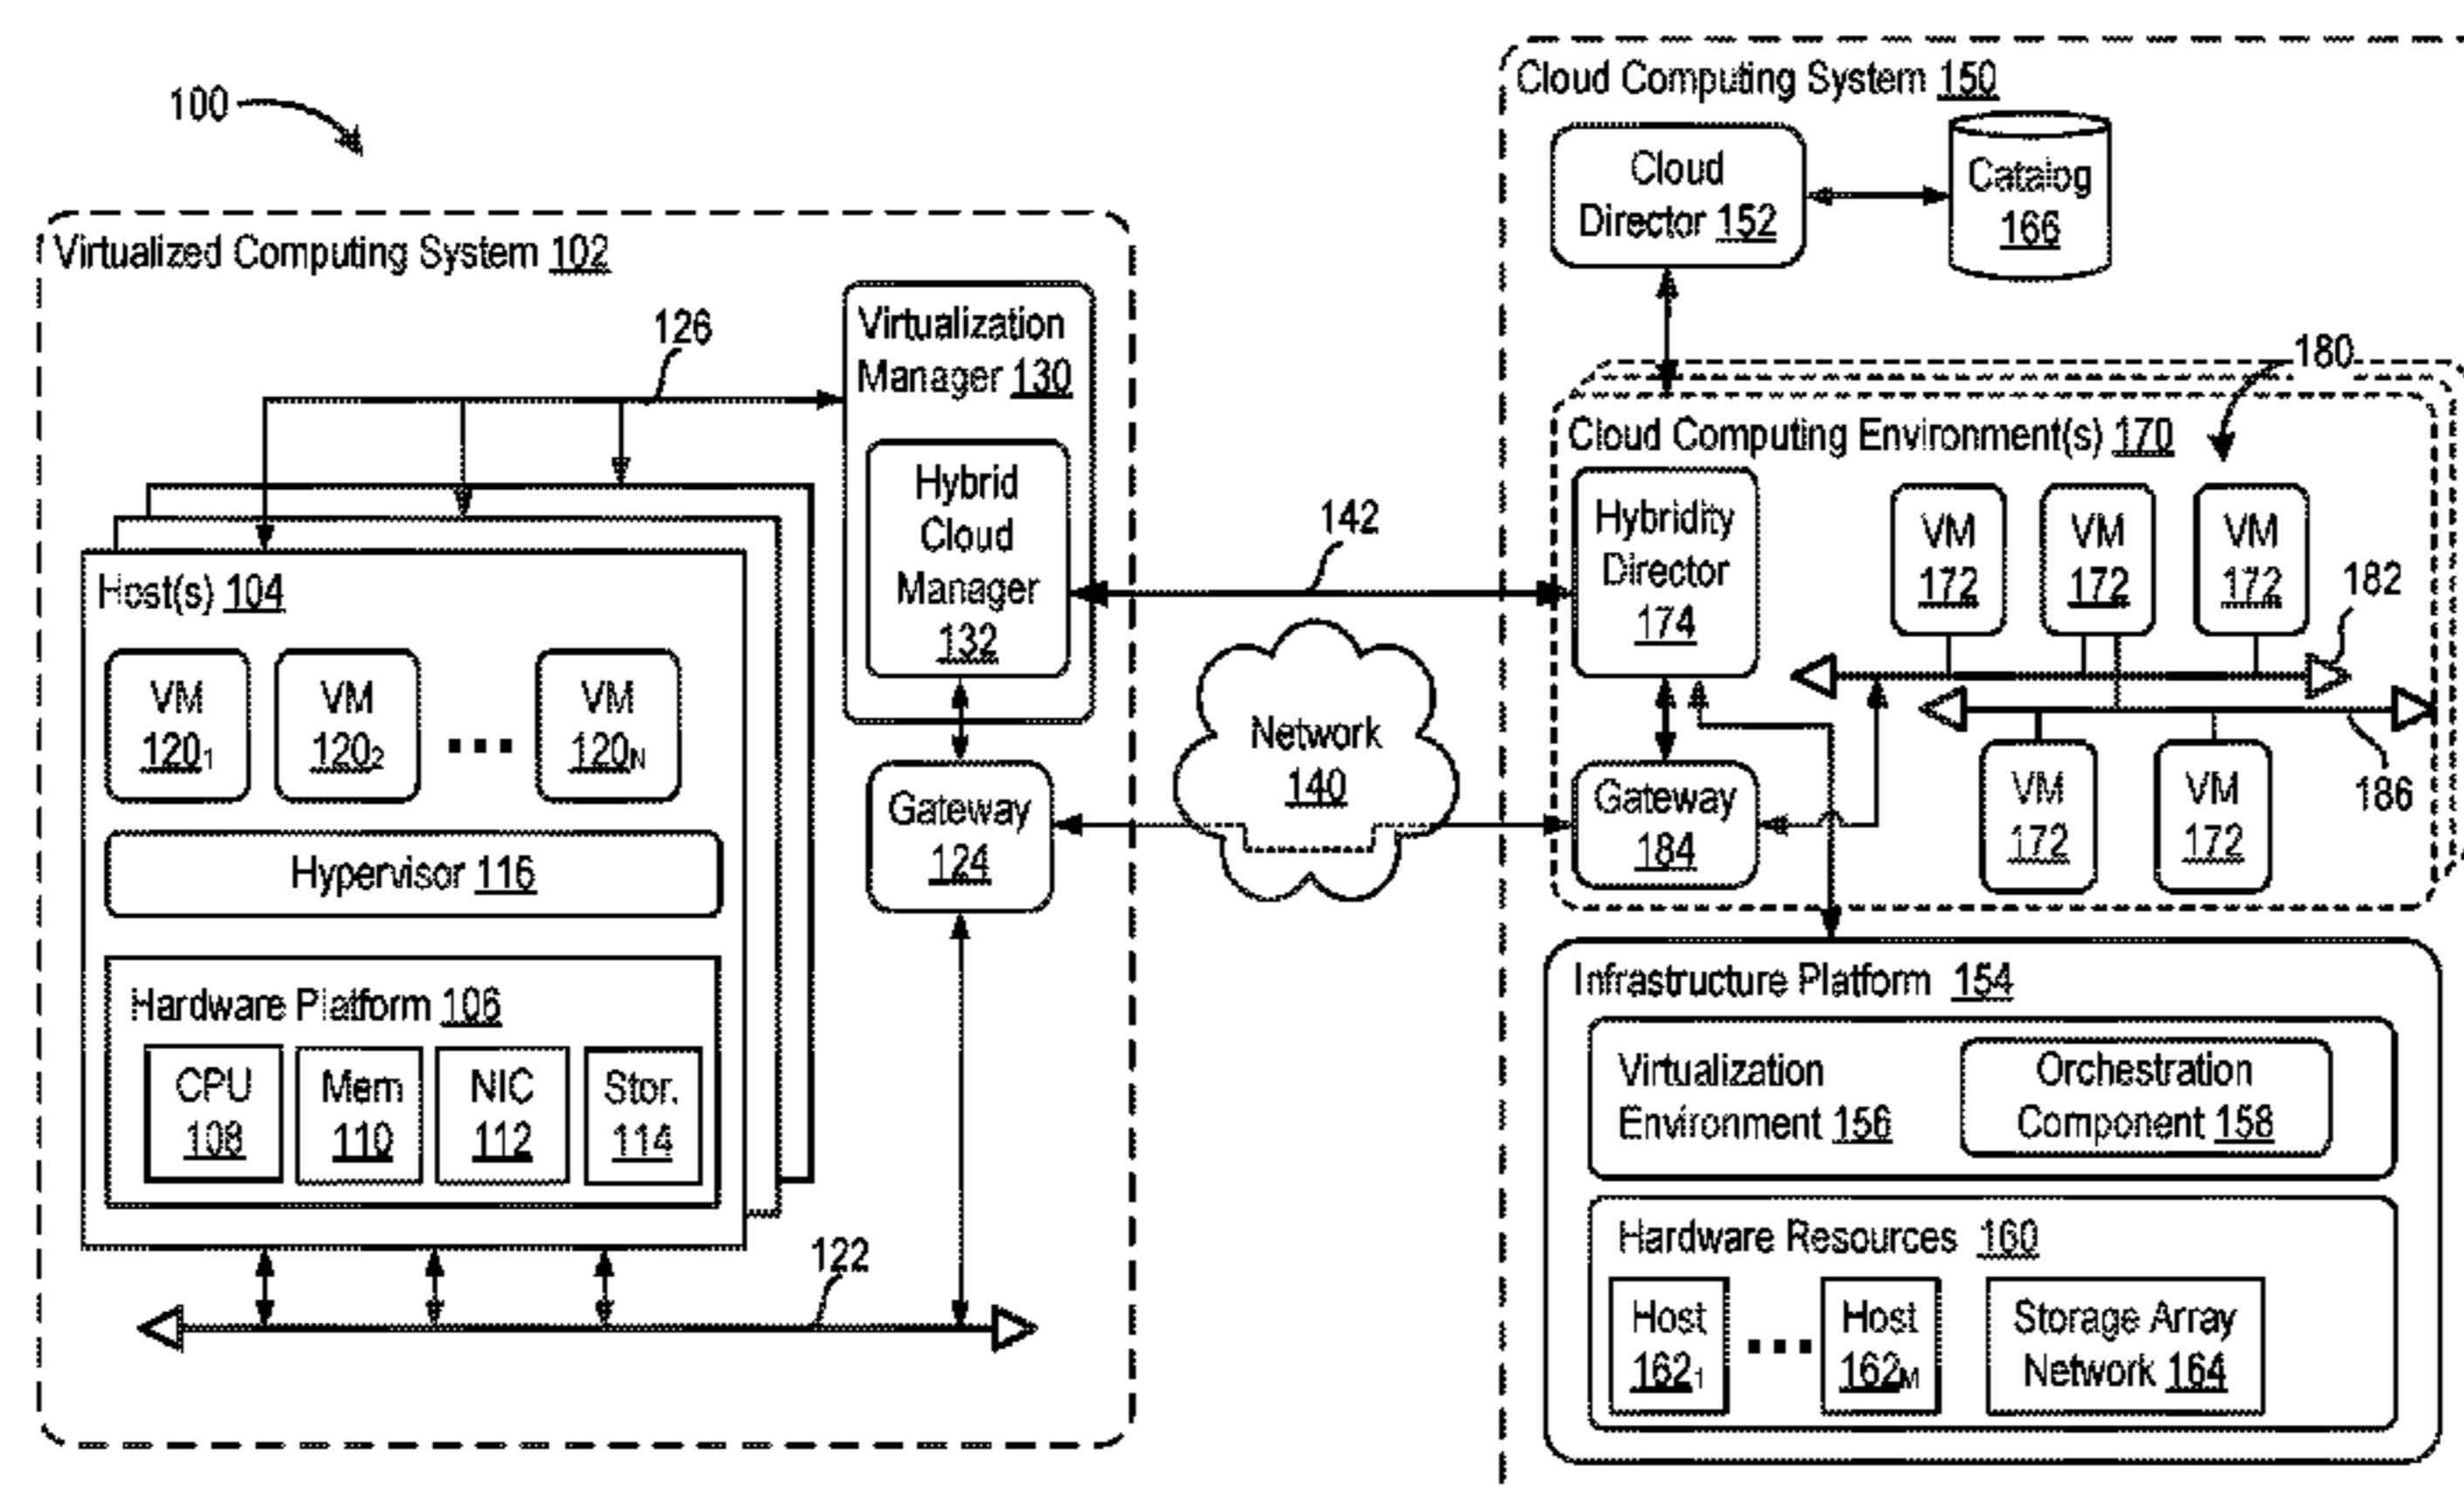 100
Virtualized Computing System 102
126
Virtualization
Manager 130
Hybrid
Cloud
Manager
132
Host(s) 104
VM
120₁
VM
120₂
...
VM
120N
Hypervisor 116
Gateway
124
Hardware Platform 106
CPU
108
Mem
110
NIC
112
Stor.
114
122
142
Network
140
Cloud Computing System 150
Cloud
Director 152
Catalog
166
180
Cloud Computing Environment(s) 170
Hybridity
Director
174
VM
172
VM
172
VM
172
182
Gateway
184
VM
172
VM
172
186
Infrastructure Platform 154
Virtualization
Environment 156
Orchestration
Component 158
Hardware Resources 160
Host
162₁
...
Host
162M
Storage Array
Network 164